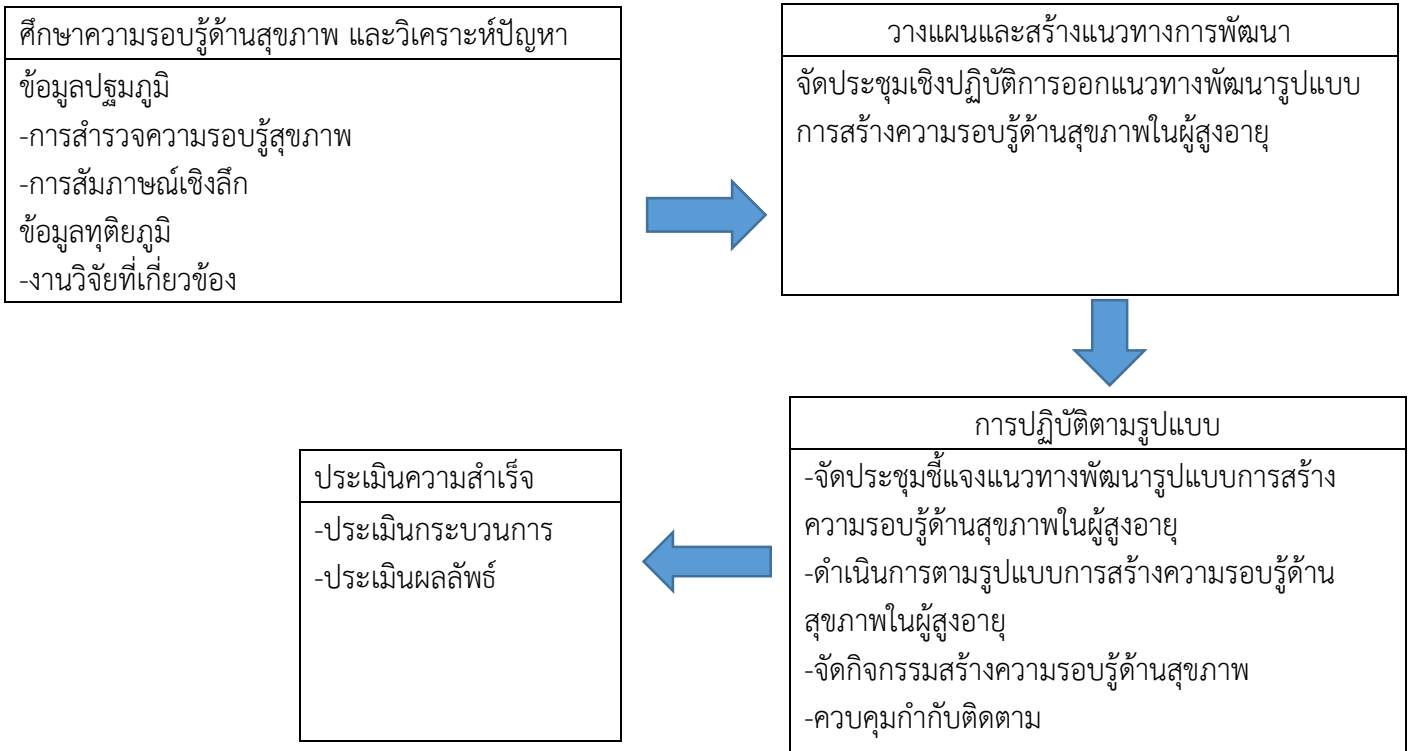 ศึกษาความรอบรู้ด้านสุขภาพ และวิเคราะห์ปัญหา
ข้อมูลปฐมภูมิ
-การสำรวจความรอบรู้สุขภาพ
-การสัมภาษณ์เชิงลึก
ข้อมูลทุติยภูมิ
-งานวิจัยที่เกี่ยวข้อง
วางแผนและสร้างแนวทางการพัฒนา
จัดประชุมเชิงปฏิบัติการออกแนวทางพัฒนารูปแบบ
การสร้างความรอบรู้ด้านสุขภาพในผู้สูงอายุ
การปฏิบัติตามรูปแบบ
-จัดประชุมชี้แจงแนวทางพัฒนารูปแบบการสร้าง
ความรอบรู้ด้านสุขภาพในผู้สูงอายุ
-ดำเนินการตามรูปแบบการสร้างความรอบรู้ด้าน
สุขภาพในผู้สูงอายุ
-จัดกิจกรรมสร้างความรอบรู้ด้านสุขภาพ
-ควบคุมกำกับติดตาม
ประเมินความสำเร็จ
-ประเมินกระบวนการ
-ประเมินผลลัพธ์